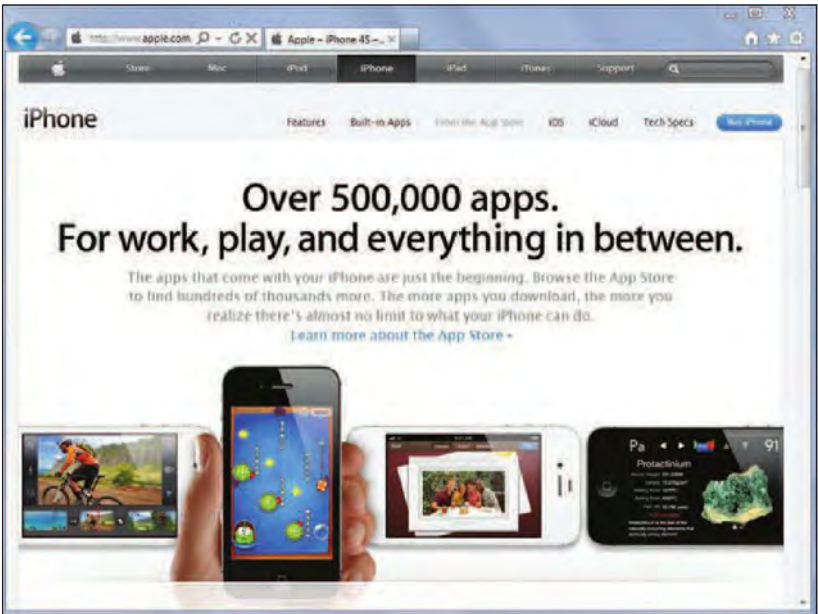 http://www.apple.com
Apple – iPhone 4S –...
Store Mac iPod iPhone iPad iTunes Support
iPhone
Features Built-in Apps From the App Store iOS iCloud Tech Specs Buy iPhone
Over 500,000 apps.
For work, play, and everything in between.
The apps that come with your iPhone are just the beginning. Browse the App Store
to find hundreds of thousands more. The more apps you download, the more you
realize there's almost no limit to what your iPhone can do.
Learn more about the App Store
Pa 91
Protactinium